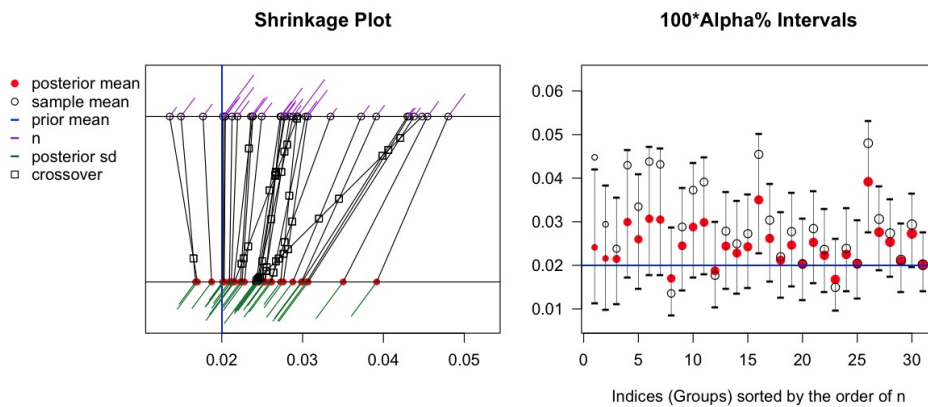 Shrinkage Plot
posterior mean
sample mean
prior mean
n
posterior sd
crossover
0.02 0.03 0.04 0.05
100*Alpha% Intervals
0.06
0.05
0.04
0.03
0.02
0.01
0 5 10 15 20 25 30
Indices (Groups) sorted by the order of n